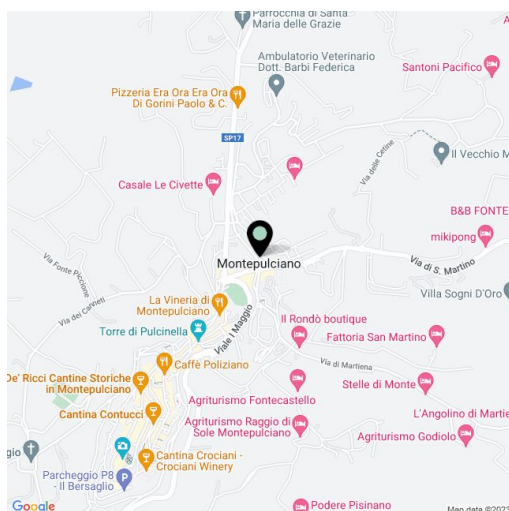 Parrocchia di Santa
Maria delle Grazie
Ambulatorio Veterinario
Dott. Barbi Federica
Santoni Pacifico
Pizzeria Era Ora Era Ora
Di Gorini Paolo & C.
SP17
Via delle Cetine
Il Vecchio M
Casale Le Civette
B&B FONTE
mikipong
Montepulciano
Via di S. Martino
Via Fonte Piccione
Villa Sogni D'Oro
La Vineria di
Montepulciano
Via dei Canneti
Viale I Maggio
Il Rondò boutique
Torre di Pulcinella
Fattoria San Martino
Caffè Poliziano
Via di Martiena
De' Ricci Cantine Storiche
in Montepulciano
Agriturismo Fontecastello
Stelle di Monte
Cantina Contucci
L'Angolino di Martie
Agriturismo Raggio di
Sole Montepulciano
Agriturismo Godiolo
gio
Cantina Crociani -
Crociani Winery
Parcheggio P8
- Il Bersaglio
P
Podere Pisinano
Google
Map data ©2023